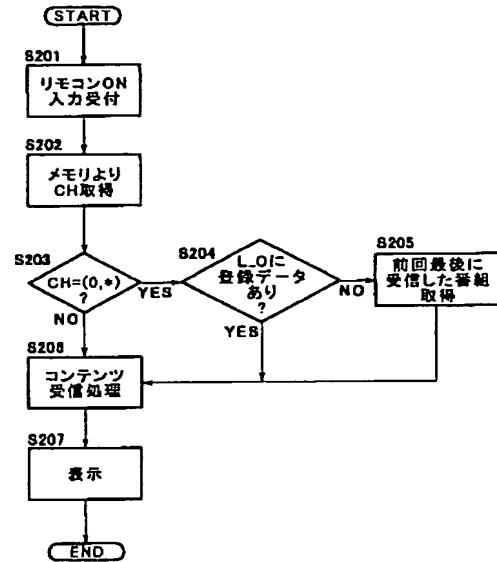 START
S201
リモコンON
入力受付
S202
メモリより
CH取得
S203
CH=(0,*)
?
YES
NO
S204
L_0に
登録データ
あり
?
NO
YES
S205
前回最後に
受信した番組
取得
S206
コンテンツ
受信処理
S207
表示
END